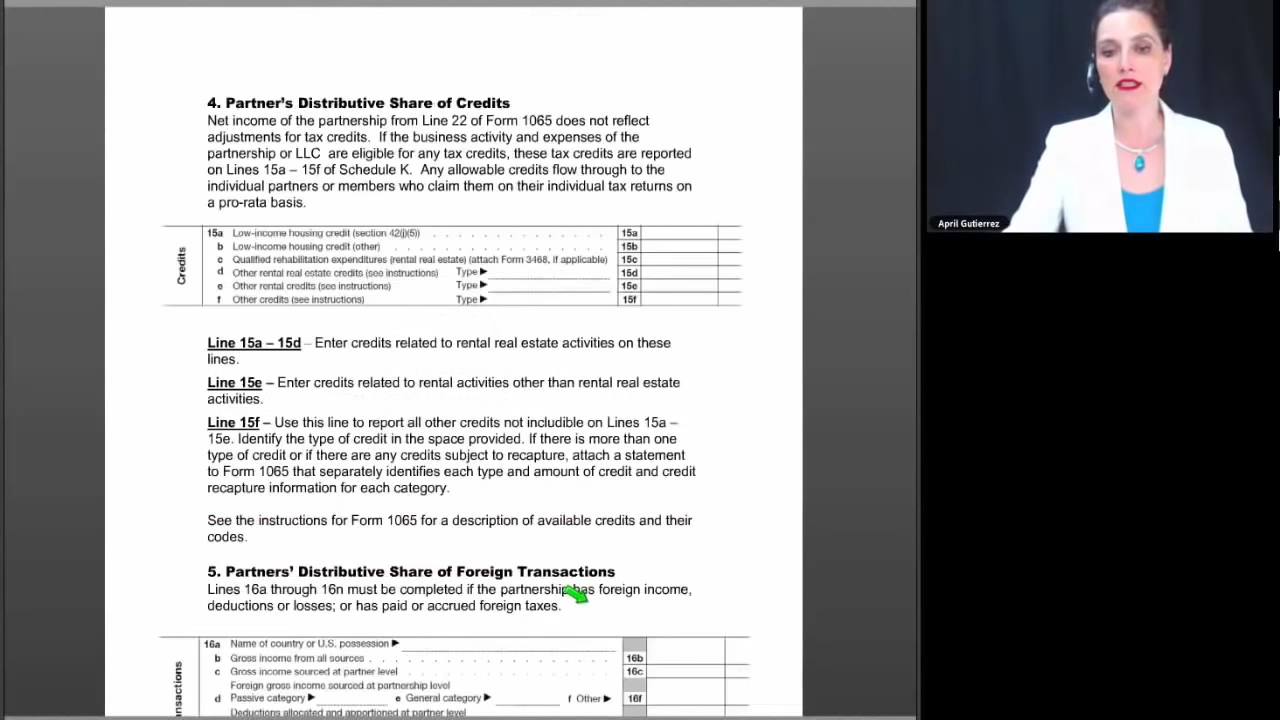 4. Partner's Distributive Share of Credits
Net income of the partnership from Line 22 of Form 1065 does not reflect
adjustments for tax credits. If the business activity and expenses of the
partnership or LLC are eligible for any tax credits, these tax credits are reported
on Lines 15a – 15f of Schedule K. Any allowable credits flow through to the
individual partners or members who claim them on their individual tax returns on
a pro-rata basis.
Credits
15a Low-income housing credit (section 42(j)(5)) . . . . . . . . . . . . . . 15a
b Low-income housing credit (other) . . . . . . . . . . . . . . . 15b
c Qualified rehabilitation expenditures (rental real estate) (attach Form 3468, if applicable) 15c
d Other rental real estate credits (see instructions) Type ▶ 15d
e Other rental credits (see instructions) Type ▶ 15e
f Other credits (see instructions) Type ▶ 15f
Line 15a – 15d – Enter credits related to rental real estate activities on these
lines.
Line 15e – Enter credits related to rental activities other than rental real estate
activities.
Line 15f – Use this line to report all other credits not includible on Lines 15a –
15e. Identify the type of credit in the space provided. If there is more than one
type of credit or if there are any credits subject to recapture, attach a statement
to Form 1065 that separately identifies each type and amount of credit and credit
recapture information for each category.
See the instructions for Form 1065 for a description of available credits and their
codes.
5. Partners' Distributive Share of Foreign Transactions
Lines 16a through 16n must be completed if the partnership has foreign income,
deductions or losses; or has paid or accrued foreign taxes.
nsactions
16a Name of country or U.S. possession ▶
b Gross income from all sources . . . . . . . . . . . . . . . . 16b
c Gross income sourced at partner level . . . . . . . . . . . . . . 16c
Foreign gross income sourced at partnership level
d Passive category ▶ e General category ▶ f Other ▶ 16f
Deductions allocated and apportioned at partner level
April Gutierrez